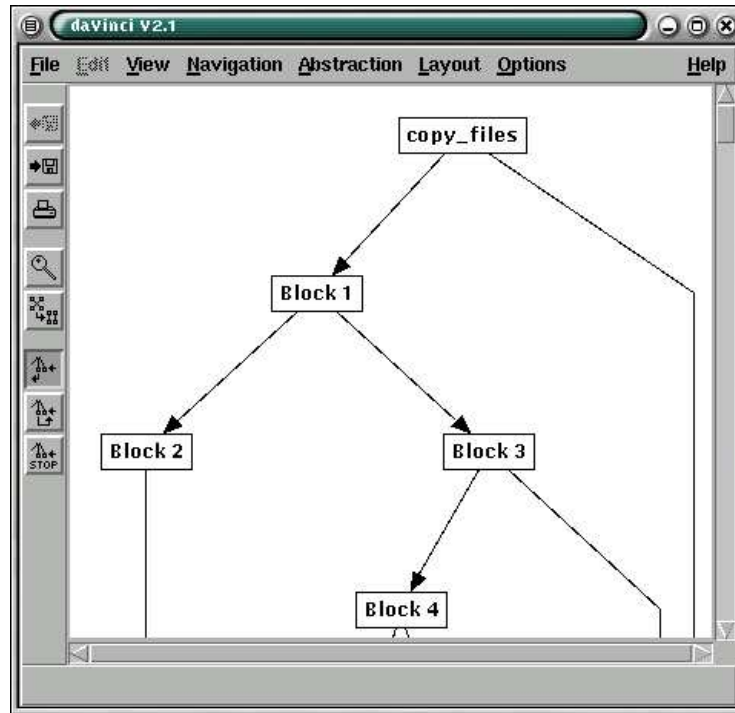 daVinci V2.1
File Edit View Navigation Abstraction Layout Options Help
copy_files
Block 1
Block 2
Block 3
STOP
Block 4